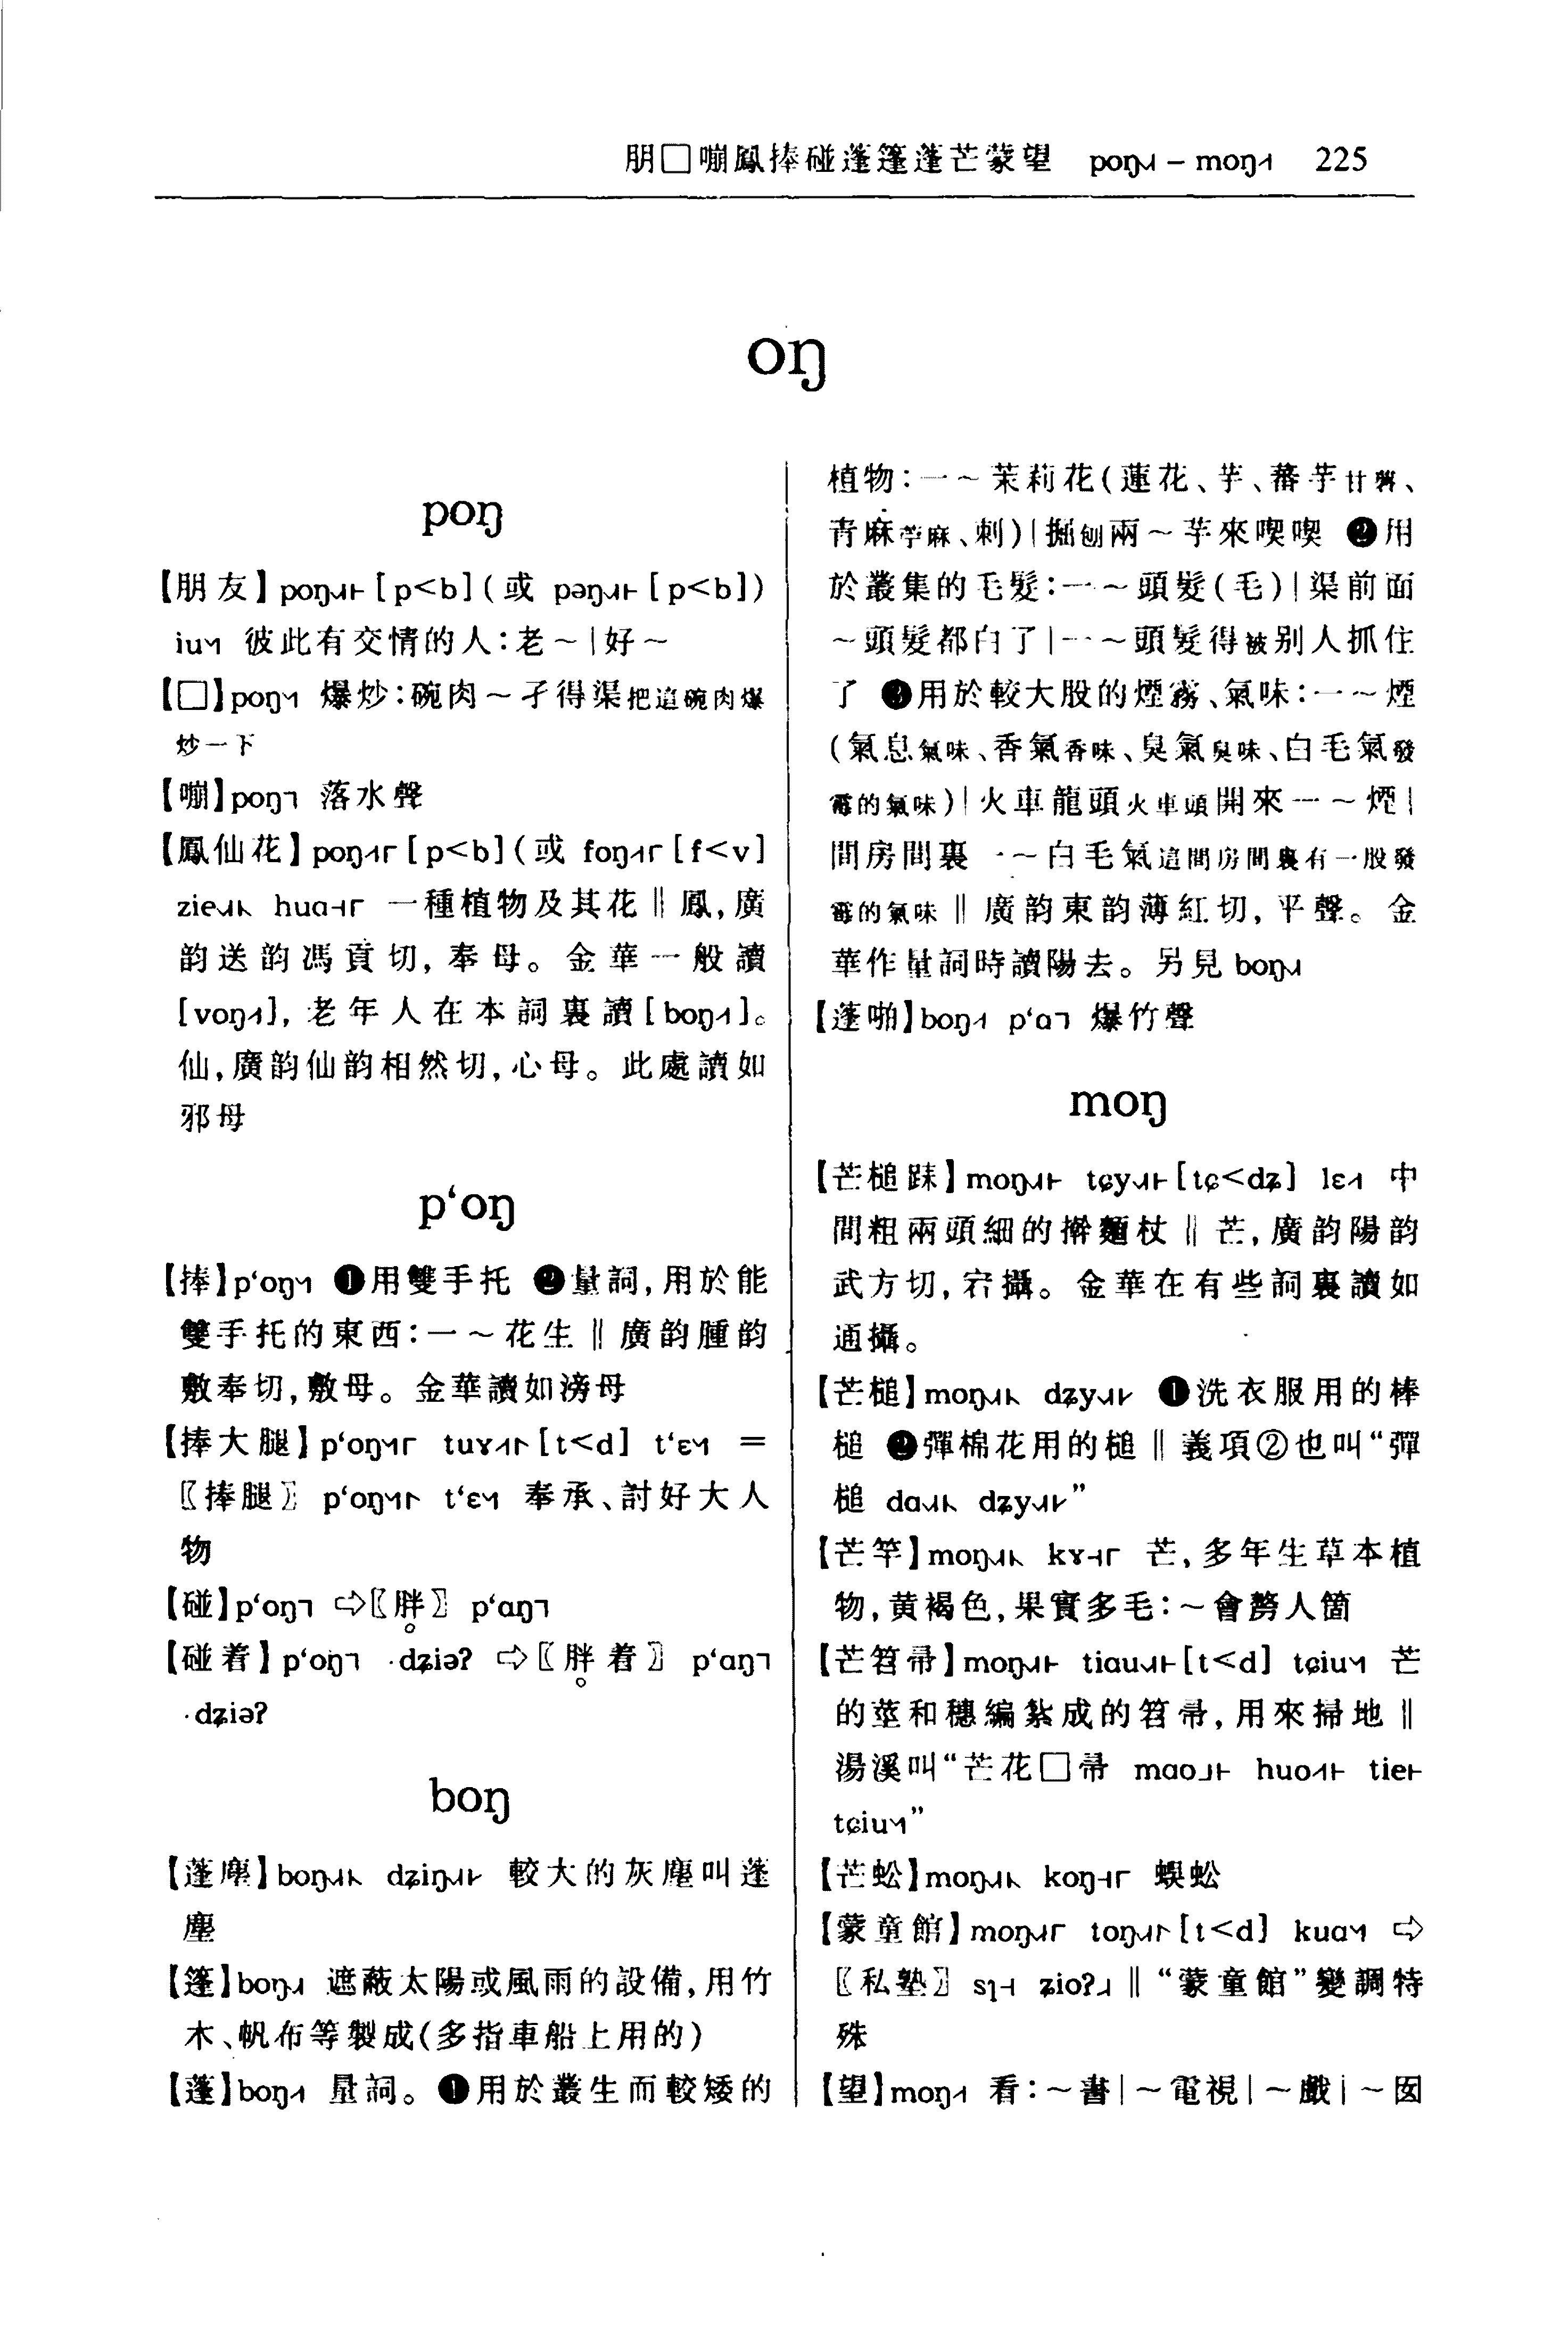 朋□嘣鳳捧碰蓬篷蓬芒蒙望 poŋ – moŋ 225
oŋ
poŋ
【朋友】poŋ [p<b](或 pəŋ [p<b])
iu 彼此有交情的人:老～|好～
【□】poŋ 爆炒:碗肉～孑得渠把這碗肉爆
炒一下
【嘣】poŋ 落水聲
【鳳仙花】poŋ [p<b](或 foŋ [f<v]
zie huɑ 一種植物及其花‖鳳,廣
韵送韵馮貢切,奉母。金華一般讀
[voŋ],老年人在本詞裏讀[boŋ]。
仙,廣韵仙韵相然切,心母。此處讀如
邪母
p‘oŋ
【捧】p‘oŋ ❶用雙手托 ❷量詞,用於能
雙手托的東西:一～花生‖廣韵腫韵
敷奉切,敷母。金華讀如滂母
【捧大腿】p‘oŋ tuɤ [t<d] t‘ɛ =
〖捧腿〗 p‘oŋ t‘ɛ 奉承、討好大人
物
【碰】p‘oŋ ⇨〖胖〗 p‘ɑŋ
【碰着】p‘oŋ ·dʑiəʔ ⇨〖胖着〗 p‘ɑŋ
·dʑiəʔ
boŋ
【蓬塵】boŋ dʑiŋ 較大的灰塵叫蓬
塵
【篷】boŋ 遮蔽太陽或風雨的設備,用竹
木、帆布等製成(多指車船上用的)
【蓬】boŋ 量詞。❶用於叢生而較矮的
植物:一～茉莉花(蓮花、芋、蕃芋甘薯、
青麻苧麻、刺)|掘刨兩～芋來喫喫 ❷用
於叢集的毛髮:一～頭髮(毛)|渠前面
～頭髮都白了|一～頭髮得被别人抓住
了 ❸用於較大股的煙霧、氣味:一～煙
(氣息氣味、香氣香味、臭氣臭味、白毛氣發
霉的氣味)|火車龍頭火車頭開來一～煙|
間房間裏一～白毛氣這間房間裏有一股發
霉的氣味‖廣韵東韵薄紅切,平聲。金
華作量詞時讀陽去。另見 boŋ
【蓬啪】boŋ p‘ɑ 爆竹聲
moŋ
【芒槌䠱】moŋ tɕy [tɕ<dʑ] lɛ 中
間粗兩頭細的擀麵杖‖芒,廣韵陽韵
武方切,宕攝。金華在有些詞裏讀如
通攝。
【芒槌】moŋ dʑy ❶洗衣服用的棒
槌 ❷彈棉花用的槌‖義項②也叫“彈
槌 dɑ dʑy”
【芒竿】moŋ kɤ 芒,多年生草本植
物,黄褐色,果實多毛:～會剺人箇
【芒笤帚】moŋ tiɑu [t<d] tɕiu 芒
的莖和穗編紮成的笤帚,用來掃地‖
湯溪叫“芒花□帚 mɑo huo tie
tɕiu”
【芒蚣】moŋ koŋ 蜈蚣
【蒙童館】moŋ toŋ [t<d] kuɑ ⇨
〖私塾〗 sɿ ʑioʔ‖“蒙童館”變調特
殊
【望】moŋ 看:～書|～電視|～戲|～囡